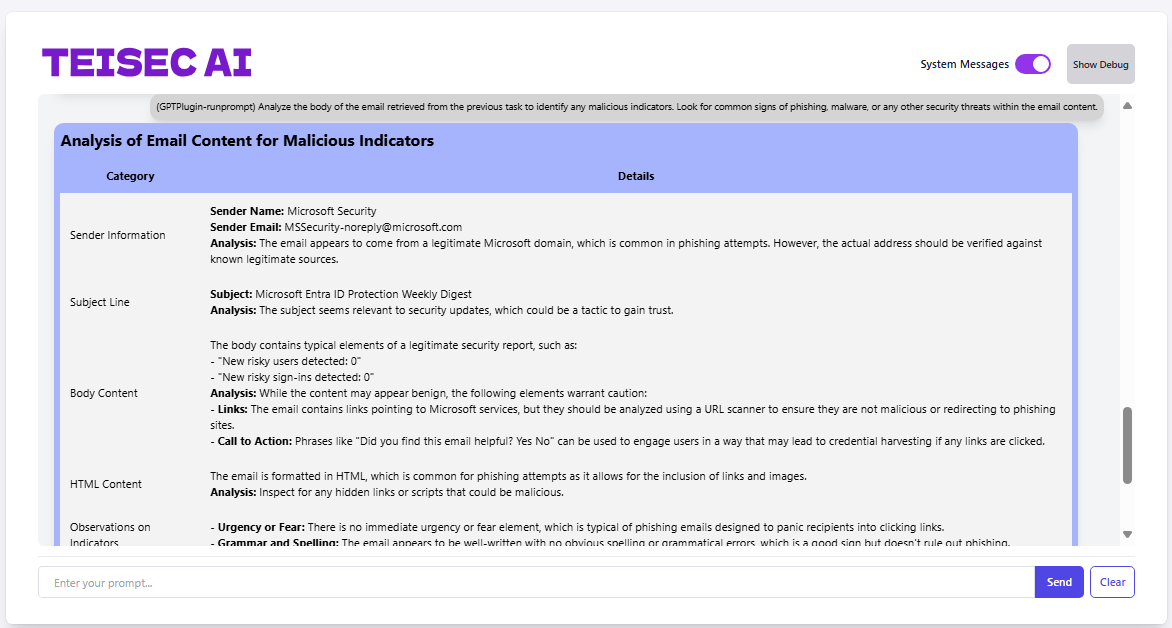 TEISEC AI
System Messages
Show Debug
(GPTPlugin-runprompt) Analyze the body of the email retrieved from the previous task to identify any malicious indicators. Look for common signs of phishing, malware, or any other security threats within the email content.
Analysis of Email Content for Malicious Indicators
Category Details
Sender Information
Sender Name: Microsoft Security
Sender Email: MSSecurity-noreply@microsoft.com
Analysis: The email appears to come from a legitimate Microsoft domain, which is common in phishing attempts. However, the actual address should be verified against
known legitimate sources.
Subject Line
Subject: Microsoft Entra ID Protection Weekly Digest
Analysis: The subject seems relevant to security updates, which could be a tactic to gain trust.
Body Content
The body contains typical elements of a legitimate security report, such as:
- "New risky users detected: 0"
- "New risky sign-ins detected: 0"
Analysis: While the content may appear benign, the following elements warrant caution:
- Links: The email contains links pointing to Microsoft services, but they should be analyzed using a URL scanner to ensure they are not malicious or redirecting to phishing
sites.
- Call to Action: Phrases like "Did you find this email helpful? Yes No" can be used to engage users in a way that may lead to credential harvesting if any links are clicked.
HTML Content
The email is formatted in HTML, which is common for phishing attempts as it allows for the inclusion of links and images.
Analysis: Inspect for any hidden links or scripts that could be malicious.
Observations on
Indicators
- Urgency or Fear: There is no immediate urgency or fear element, which is typical of phishing emails designed to panic recipients into clicking links.
- Grammar and Spelling: The email appears to be well-written with no obvious spelling or grammatical errors, which is a good sign but doesn't rule out phishing.
Enter your prompt...
Send
Clear